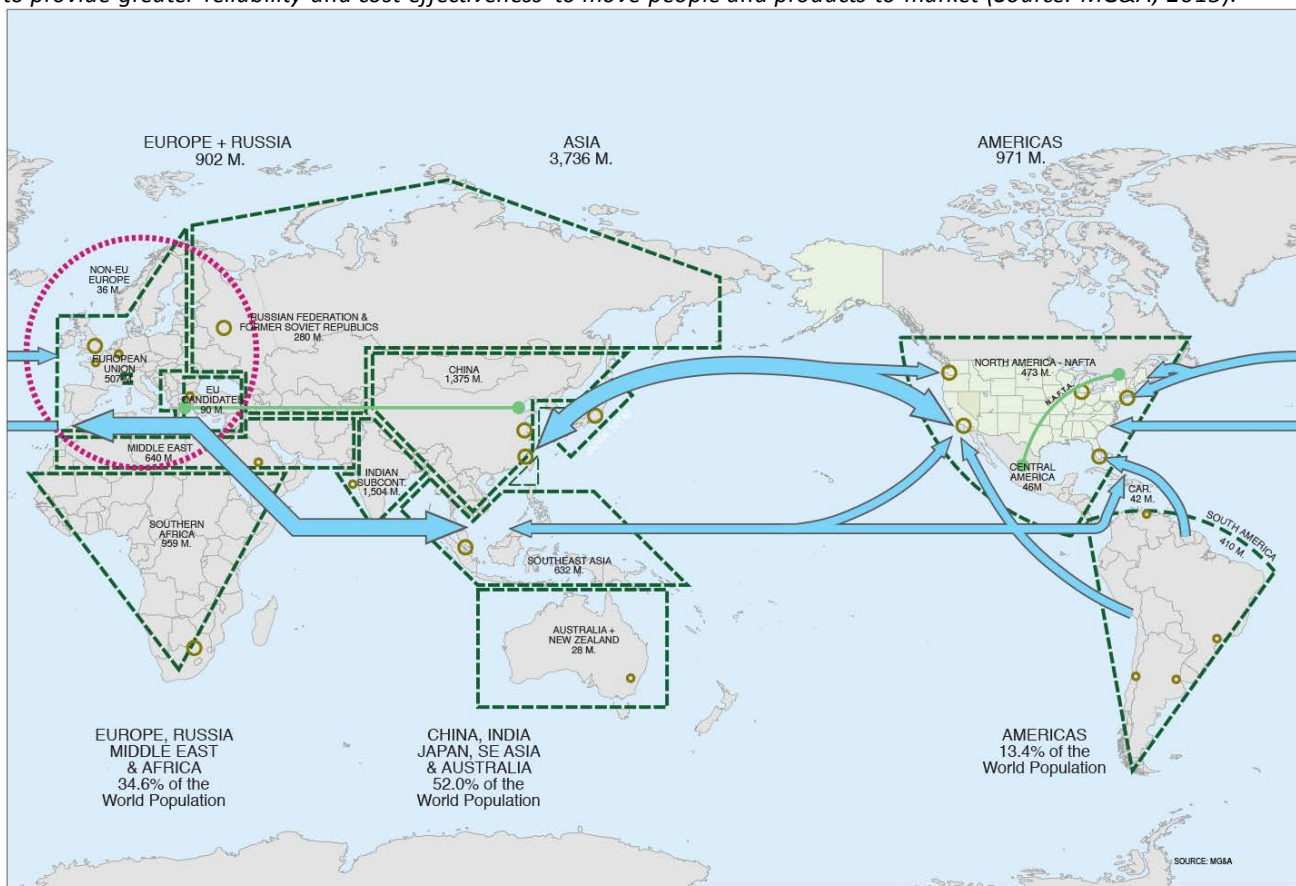 to provide greater reliability and cost effectiveness to move people and products to market (Source: MG&A, 2015).
EUROPE + RUSSIA
902 M.
ASIA
3,736 M.
AMERICAS
971 M.
NON-EU
EUROPE
36 M.
RUSSIAN FEDERATION &
FORMER SOVIET REPUBLICS
280 M.
EUROPEAN
UNION
507 M
CHINA
1,375 M.
NORTH AMERICA - NAFTA
473 M.
N.A.F.T.A.
EU
CANDIDATES
90 M.
MIDDLE EAST
640 M.
INDIAN
SUBCONT.
1,504 M.
CENTRAL
AMERICA
46M
CAR.
42 M.
SOUTH AMERICA
410 M.
SOUTHERN
AFRICA
959 M.
SOUTHEAST ASIA
632 M.
AUSTRALIA +
NEW ZEALAND
28 M.
EUROPE, RUSSIA
MIDDLE EAST
& AFRICA
34.6% of the
World Population
CHINA, INDIA
JAPAN, SE ASIA
& AUSTRALIA
52.0% of the
World Population
AMERICAS
13.4% of the
World Population
SOURCE: MG&A